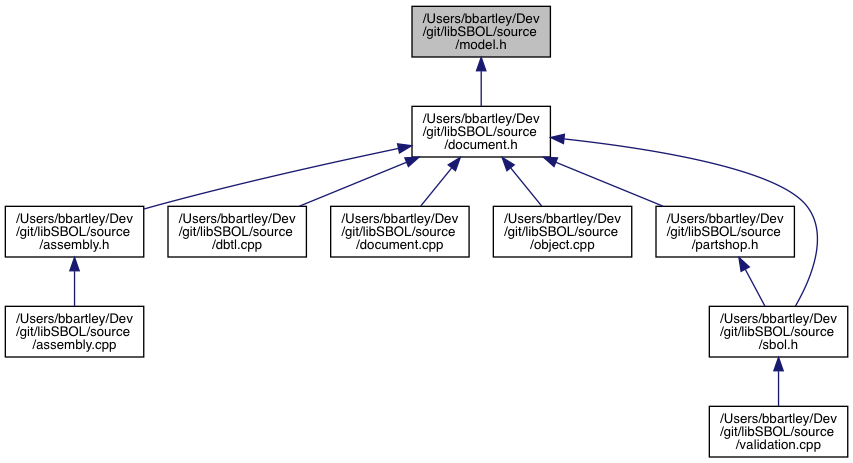 /Users/bbartley/Dev
/git/libSBOL/source
/model.h
/Users/bbartley/Dev
/git/libSBOL/source
/document.h
/Users/bbartley/Dev
/git/libSBOL/source
/assembly.h
/Users/bbartley/Dev
/git/libSBOL/source
/dbtl.cpp
/Users/bbartley/Dev
/git/libSBOL/source
/document.cpp
/Users/bbartley/Dev
/git/libSBOL/source
/object.cpp
/Users/bbartley/Dev
/git/libSBOL/source
/partshop.h
/Users/bbartley/Dev
/git/libSBOL/source
/assembly.cpp
/Users/bbartley/Dev
/git/libSBOL/source
/sbol.h
/Users/bbartley/Dev
/git/libSBOL/source
/validation.cpp